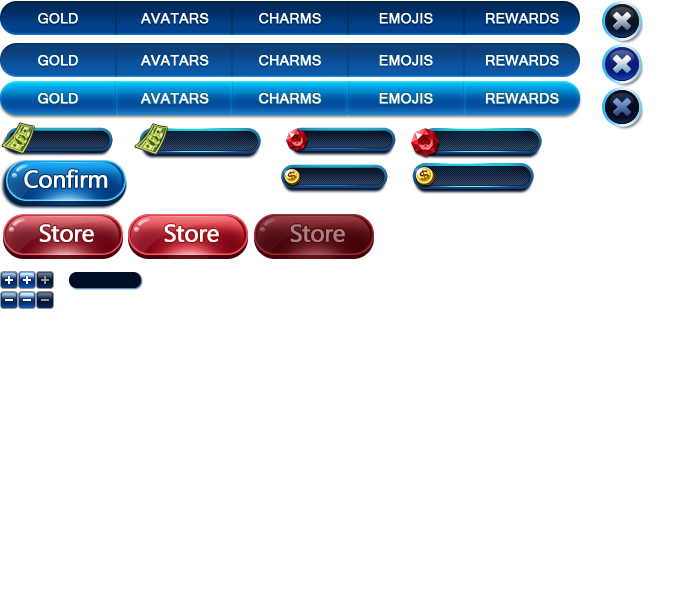 GOLD AVATARS CHARMS EMOJIS REWARDS
GOLD AVATARS CHARMS EMOJIS REWARDS
GOLD AVATARS CHARMS EMOJIS REWARDS
Confirm
Store Store Store